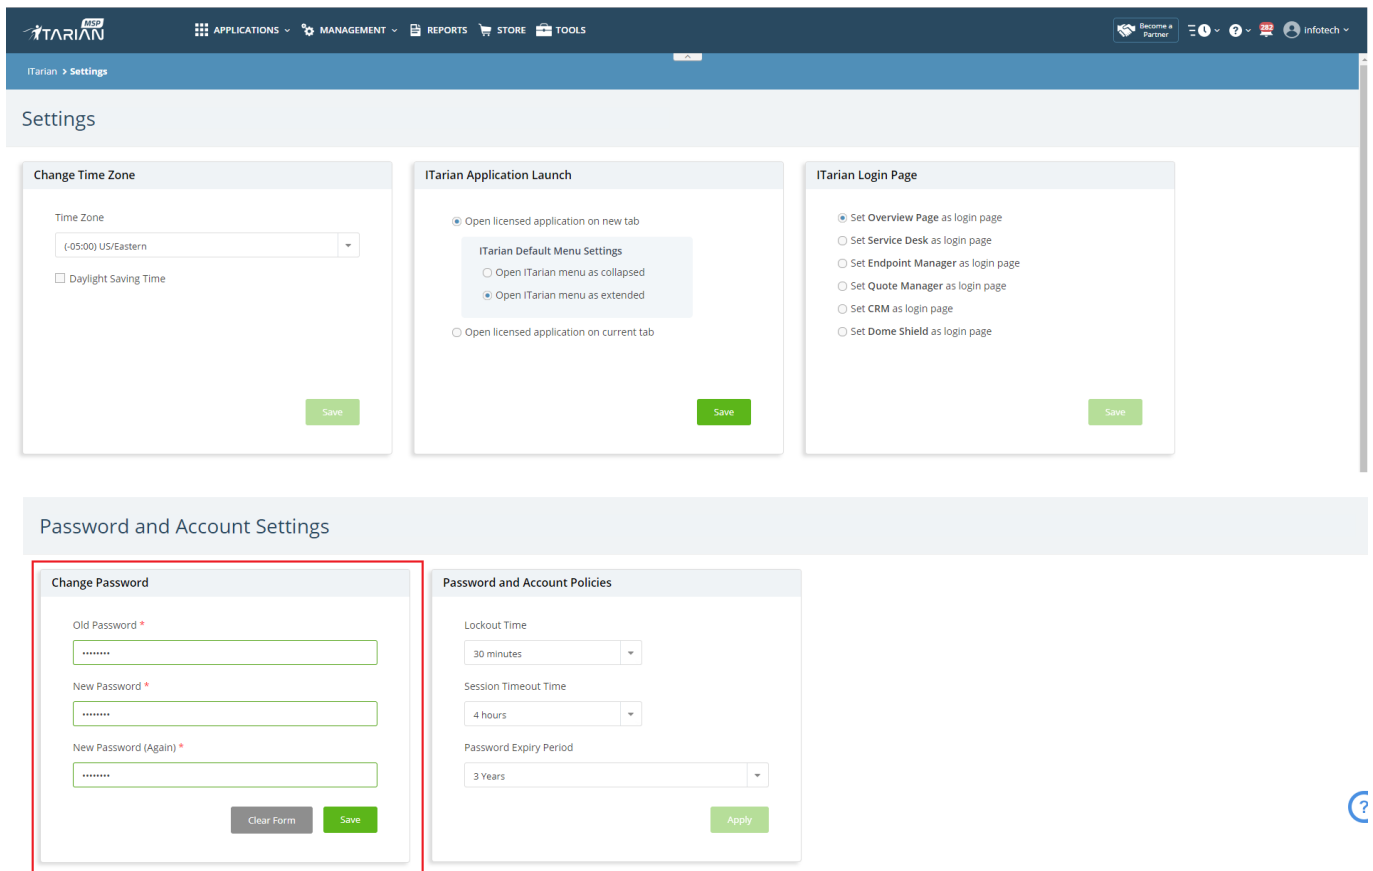 MSP
ITARIAN
APPLICATIONS
MANAGEMENT
REPORTS
STORE
TOOLS
Become a
Partner
?
282
infotech
ITarian > Settings
Settings
Change Time Zone
Time Zone
(-05:00) US/Eastern
Daylight Saving Time
Save
ITarian Application Launch
Open licensed application on new tab
ITarian Default Menu Settings
Open ITarian menu as collapsed
Open ITarian menu as extended
Open licensed application on current tab
Save
ITarian Login Page
Set Overview Page as login page
Set Service Desk as login page
Set Endpoint Manager as login page
Set Quote Manager as login page
Set CRM as login page
Set Dome Shield as login page
Save
Password and Account Settings
Change Password
Old Password *
••••••••
New Password *
••••••••
New Password (Again) *
••••••••
Clear Form
Save
Password and Account Policies
Lockout Time
30 minutes
Session Timeout Time
4 hours
Password Expiry Period
3 Years
Apply
?